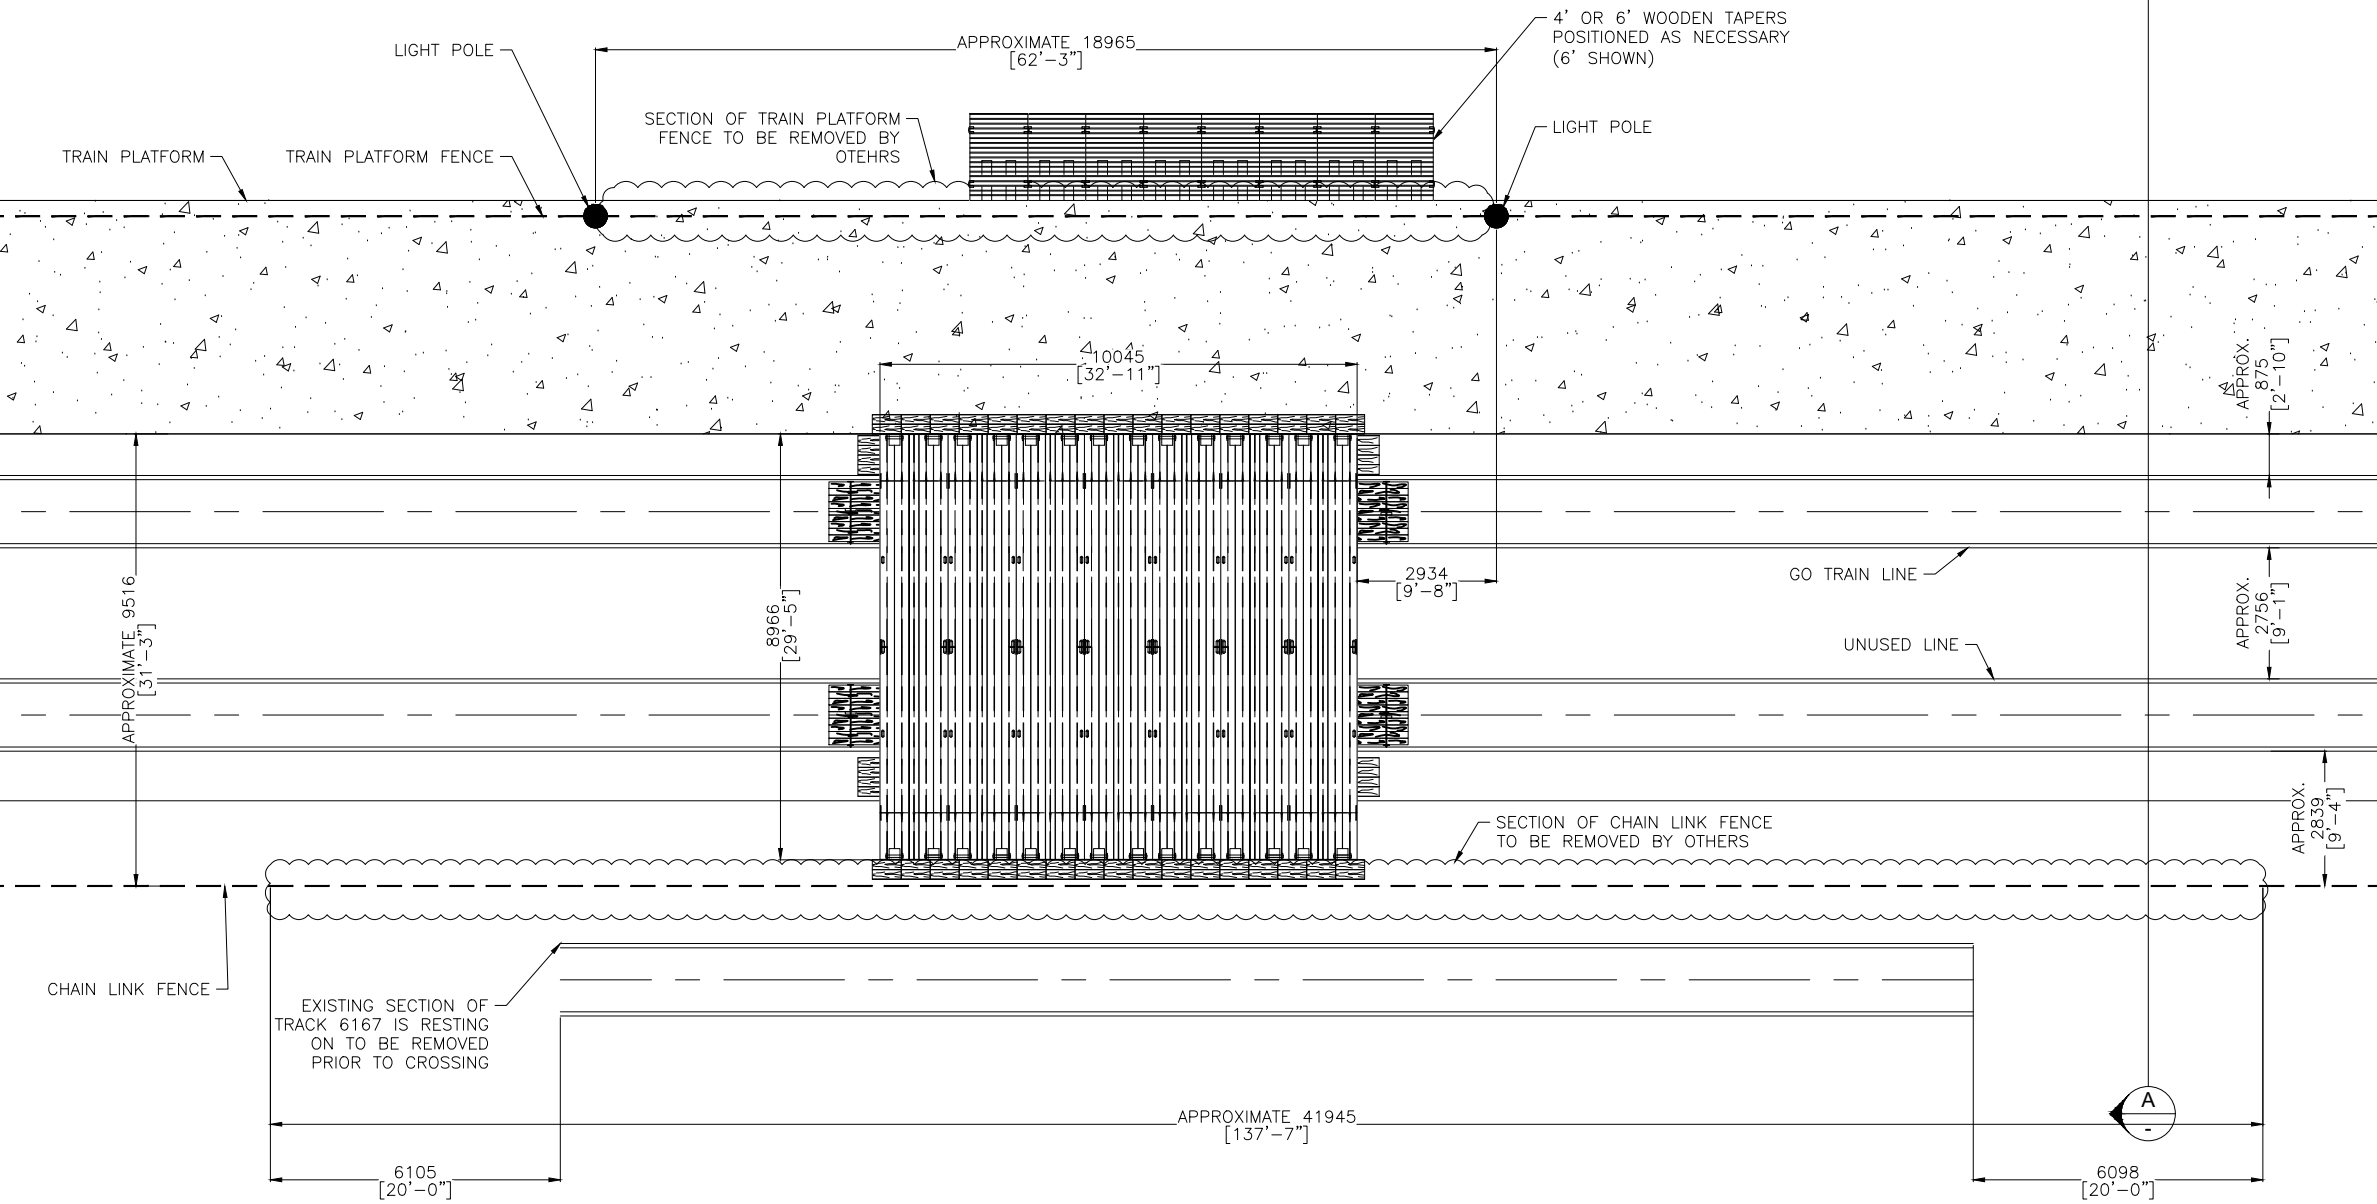 4' OR 6' WOODEN TAPERS
POSITIONED AS NECESSARY
(6' SHOWN)
LIGHT POLE
APPROXIMATE 18965
[62'-3"]
SECTION OF TRAIN PLATFORM
FENCE TO BE REMOVED BY
OTEHRS
LIGHT POLE
TRAIN PLATFORM
TRAIN PLATFORM FENCE
10045
[32'-11"]
APPROX.
875
[2'-10"]
APPROXIMATE 9516
[31'-3"]
8966
[29'-5"]
2934
[9'-8"]
GO TRAIN LINE
APPROX.
2756
[9'-1"]
UNUSED LINE
APPROX.
2839
[9'-4"]
SECTION OF CHAIN LINK FENCE
TO BE REMOVED BY OTHERS
CHAIN LINK FENCE
EXISTING SECTION OF
TRACK 6167 IS RESTING
ON TO BE REMOVED
PRIOR TO CROSSING
A
-
APPROXIMATE 41945
[137'-7"]
6105
[20'-0"]
6098
[20'-0"]